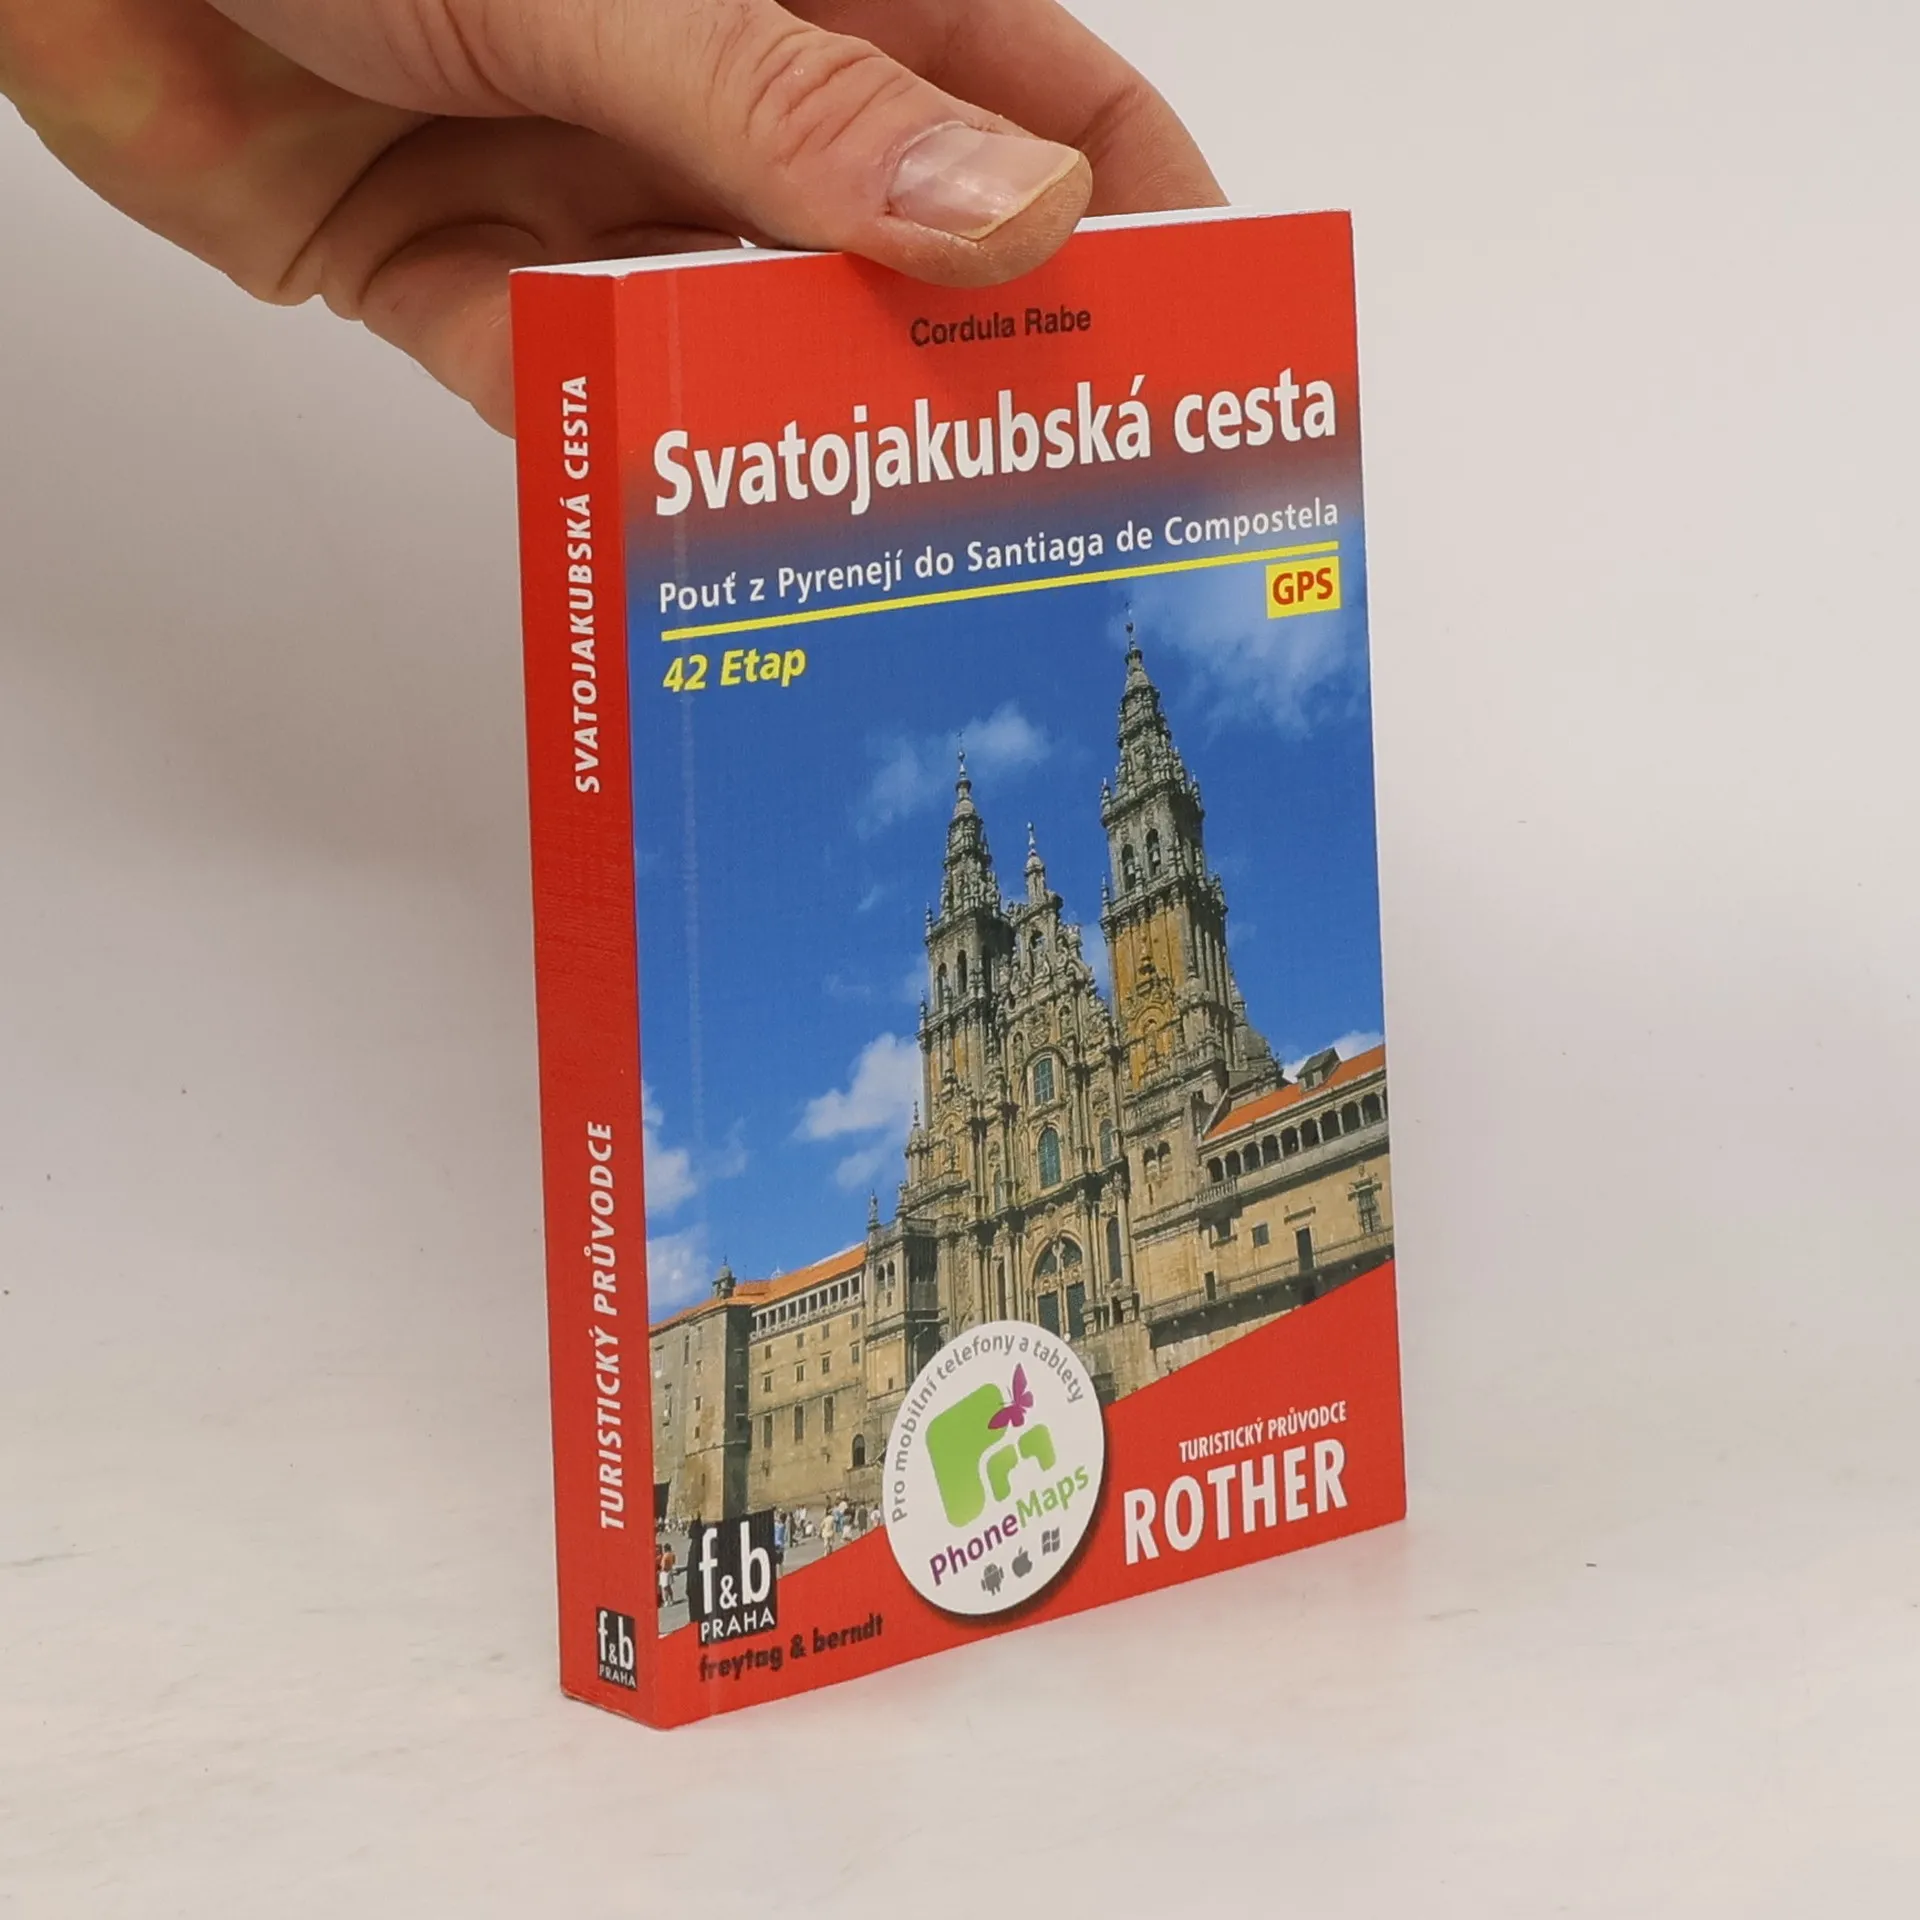 Cordula Rabe
Svatojakubská cesta
Pouť z Pyrenejí do Santiaga de Compostela
GPS
42 Etap
Pro mobilní telefony a tablety
PhoneMaps
TURISTICKÝ PRŮVODCE
ROTHER
f&b
PRAHA
freytag & berndt
SVATOJAKUBSKÁ CESTA
TURISTICKÝ PRŮVODCE
f&b
PRAHA